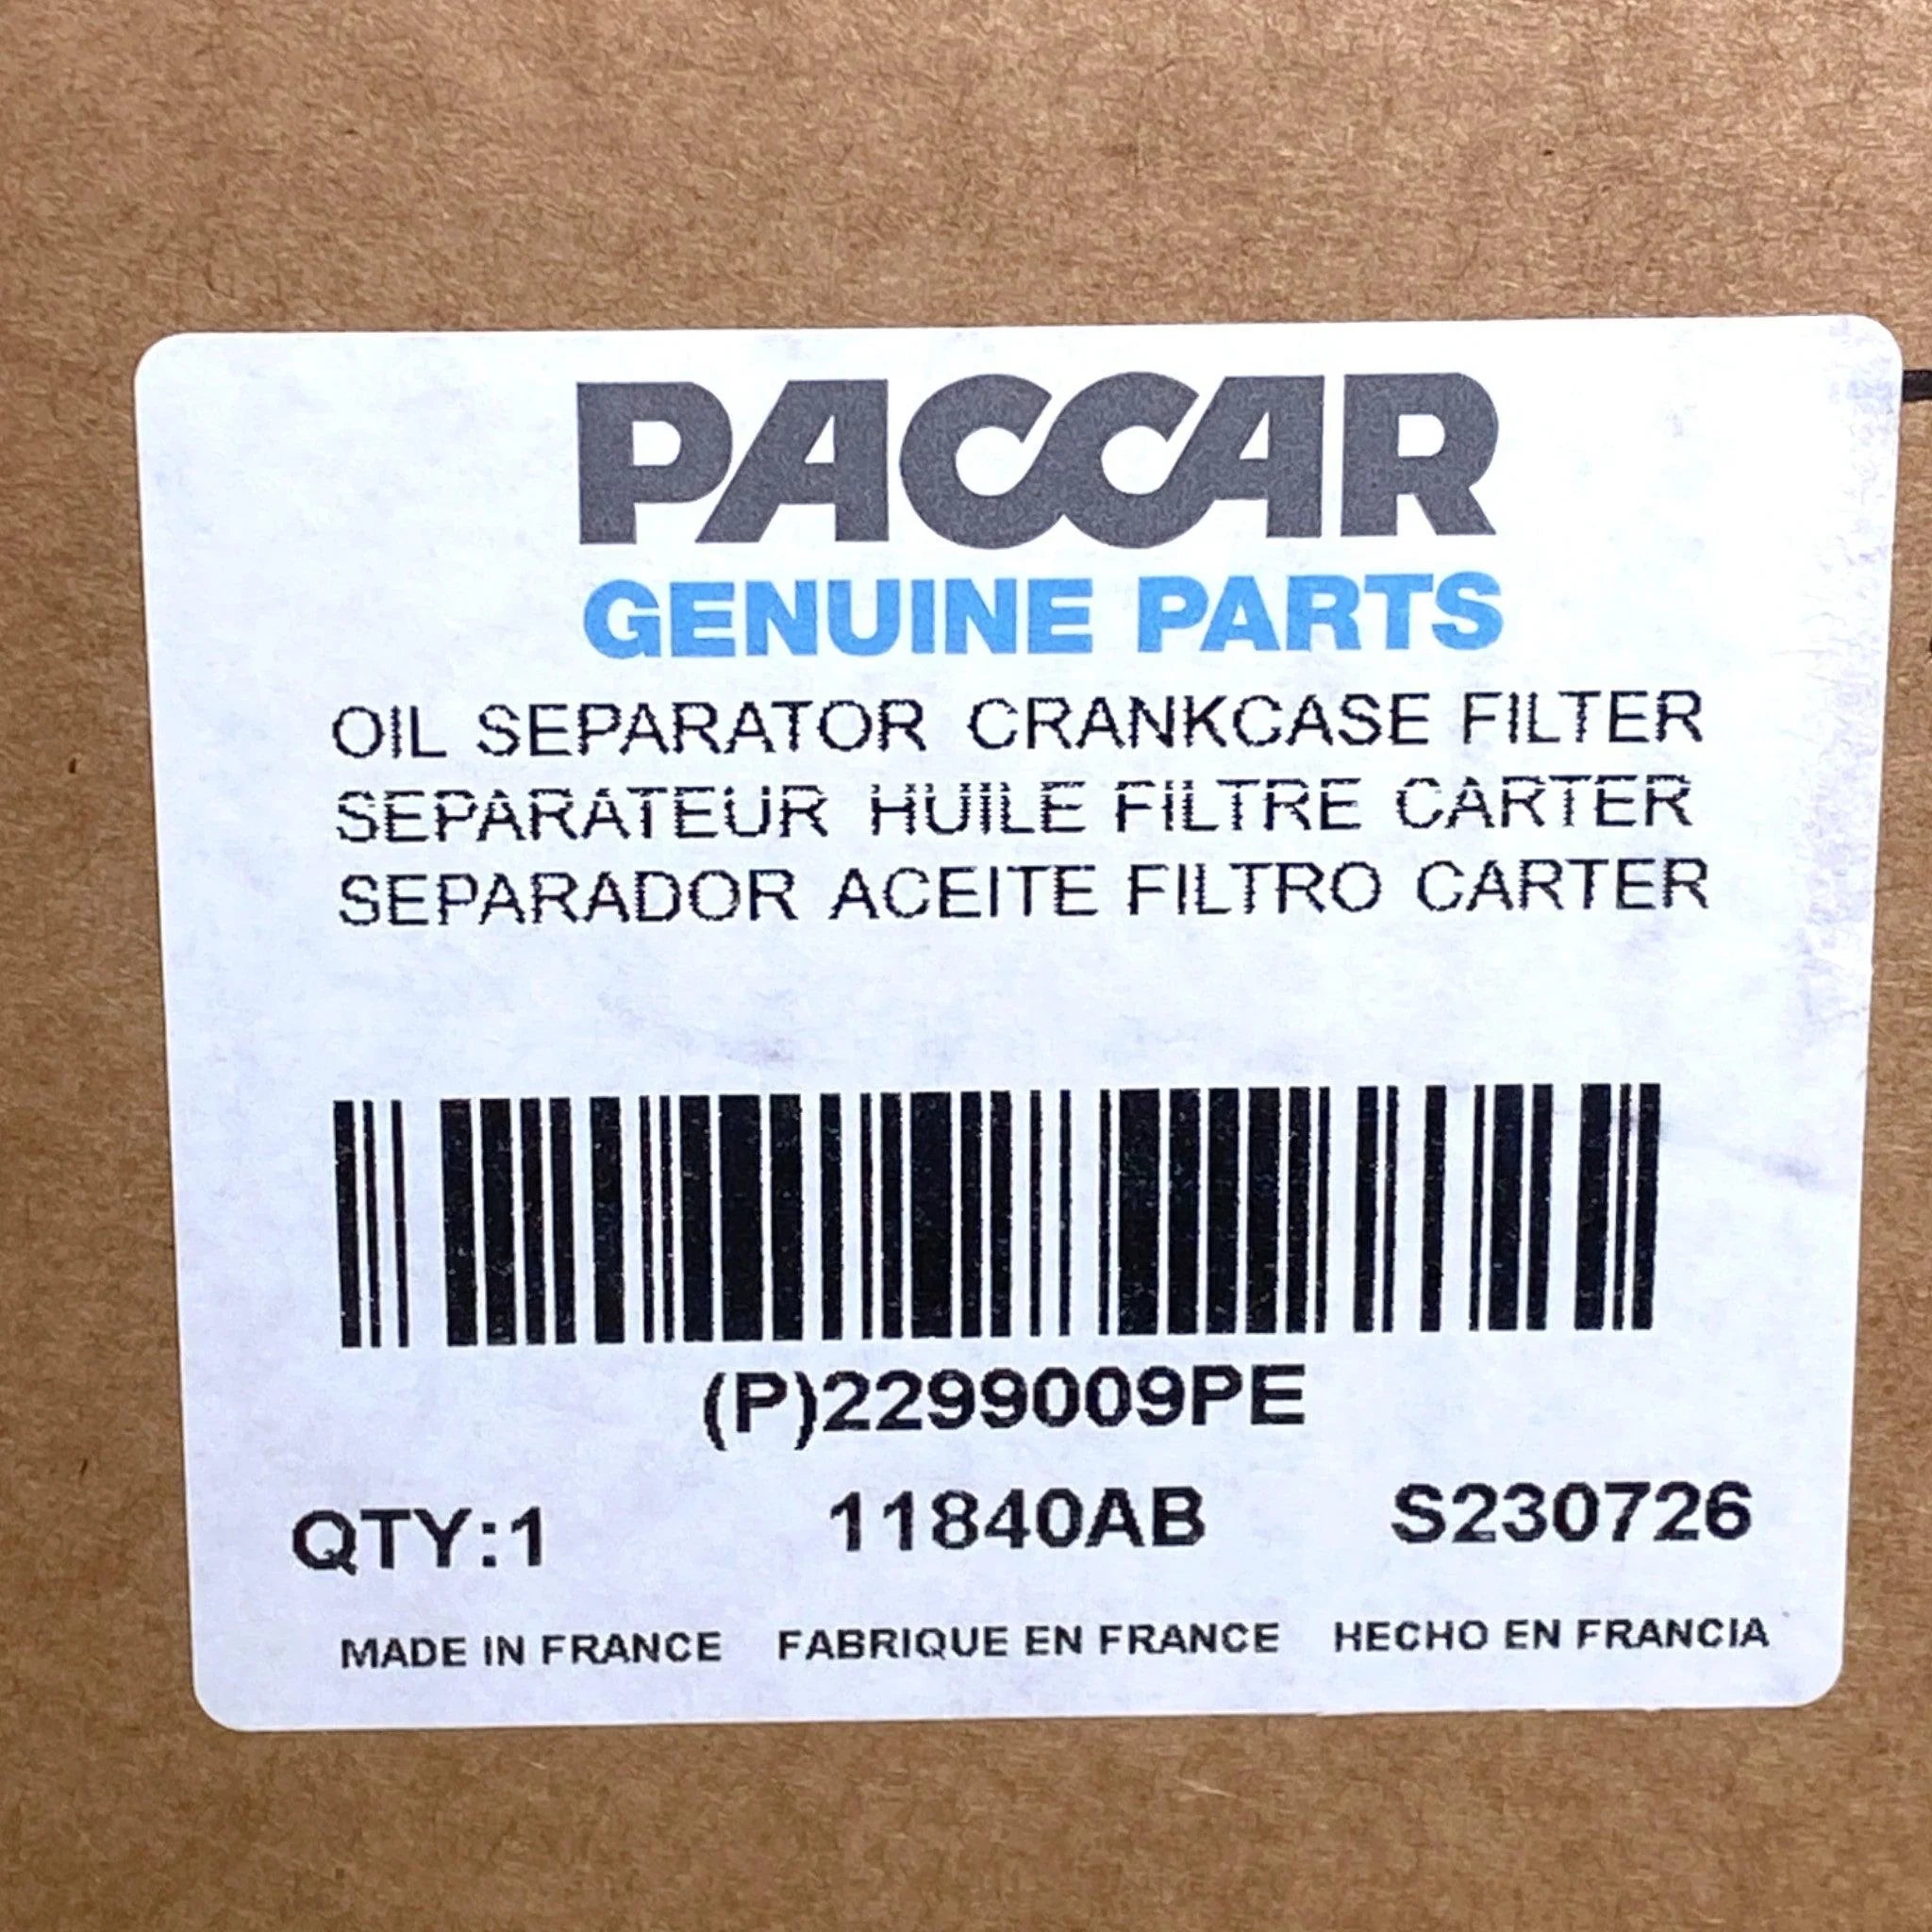 PACCAR
GENUINE PARTS
OIL SEPARATOR CRANKCASE FILTER
SEPARATEUR HUILE FILTRE CARTER
SEPARADOR ACEITE FILTRO CARTER
(P)2299009PE
QTY:1 11840AB S230726
MADE IN FRANCE FABRIQUE EN FRANCE HECHO EN FRANCIA